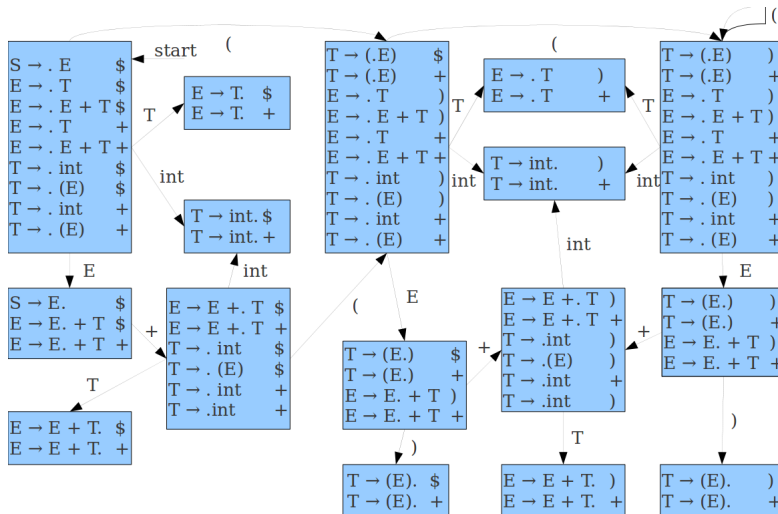 (
start
(
(
S → . E $
E → . T $
E → . E + T $
E → . T +
E → . E + T +
T → . int $
T → . (E) $
T → . int +
T → . (E) +
T
E → T. $
E → T. +
int
T → int. $
T → int. +
T → (.E) $
T → (.E) +
E → . T )
E → . E + T )
E → . T +
E → . E + T +
T → . int )
T → . (E) )
T → . int +
T → . (E) +
T
E → . T )
E → . T +
T
int
T → int. )
T → int. +
int
T → (.E) )
T → (.E) +
E → . T )
E → . E + T )
E → . T +
E → . E + T +
T → . int )
T → . (E) )
T → . int +
T → . (E) +
E
int
int
E
E
S → E. $
E → E. + T $
E → E. + T +
+
E → E +. T $
E → E +. T +
T → . int $
T → . (E) $
T → . int +
T → .int +
(
T → (E.) $
T → (E.) +
E → E. + T )
E → E. + T +
+
E → E +. T )
E → E +. T +
T → .int )
T → .(E) )
T → .int +
T → .int )
+
T → (E.) )
T → (E.) +
E → E. + T )
E → E. + T +
T
E → E + T. $
E → E + T. +
)
T
)
T → (E). $
T → (E). +
E → E + T. )
E → E + T. +
T → (E). )
T → (E). +